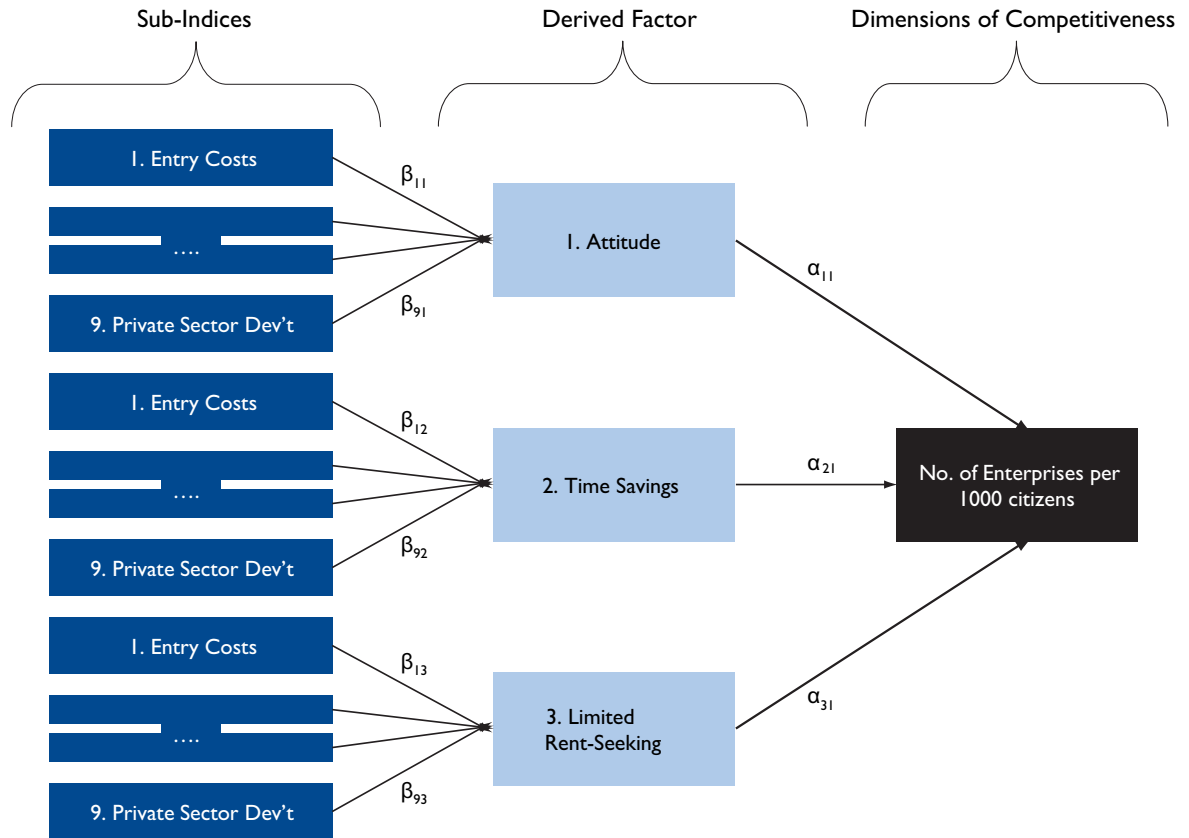 Sub-Indices
Derived Factor
Dimensions of Competitiveness
1. Entry Costs
....
9. Private Sector Dev't
β11
β91
1. Attitude
α11
1. Entry Costs
....
9. Private Sector Dev't
β12
β92
2. Time Savings
α21
No. of Enterprises per
1000 citizens
1. Entry Costs
....
9. Private Sector Dev't
β13
β93
3. Limited
Rent-Seeking
α31